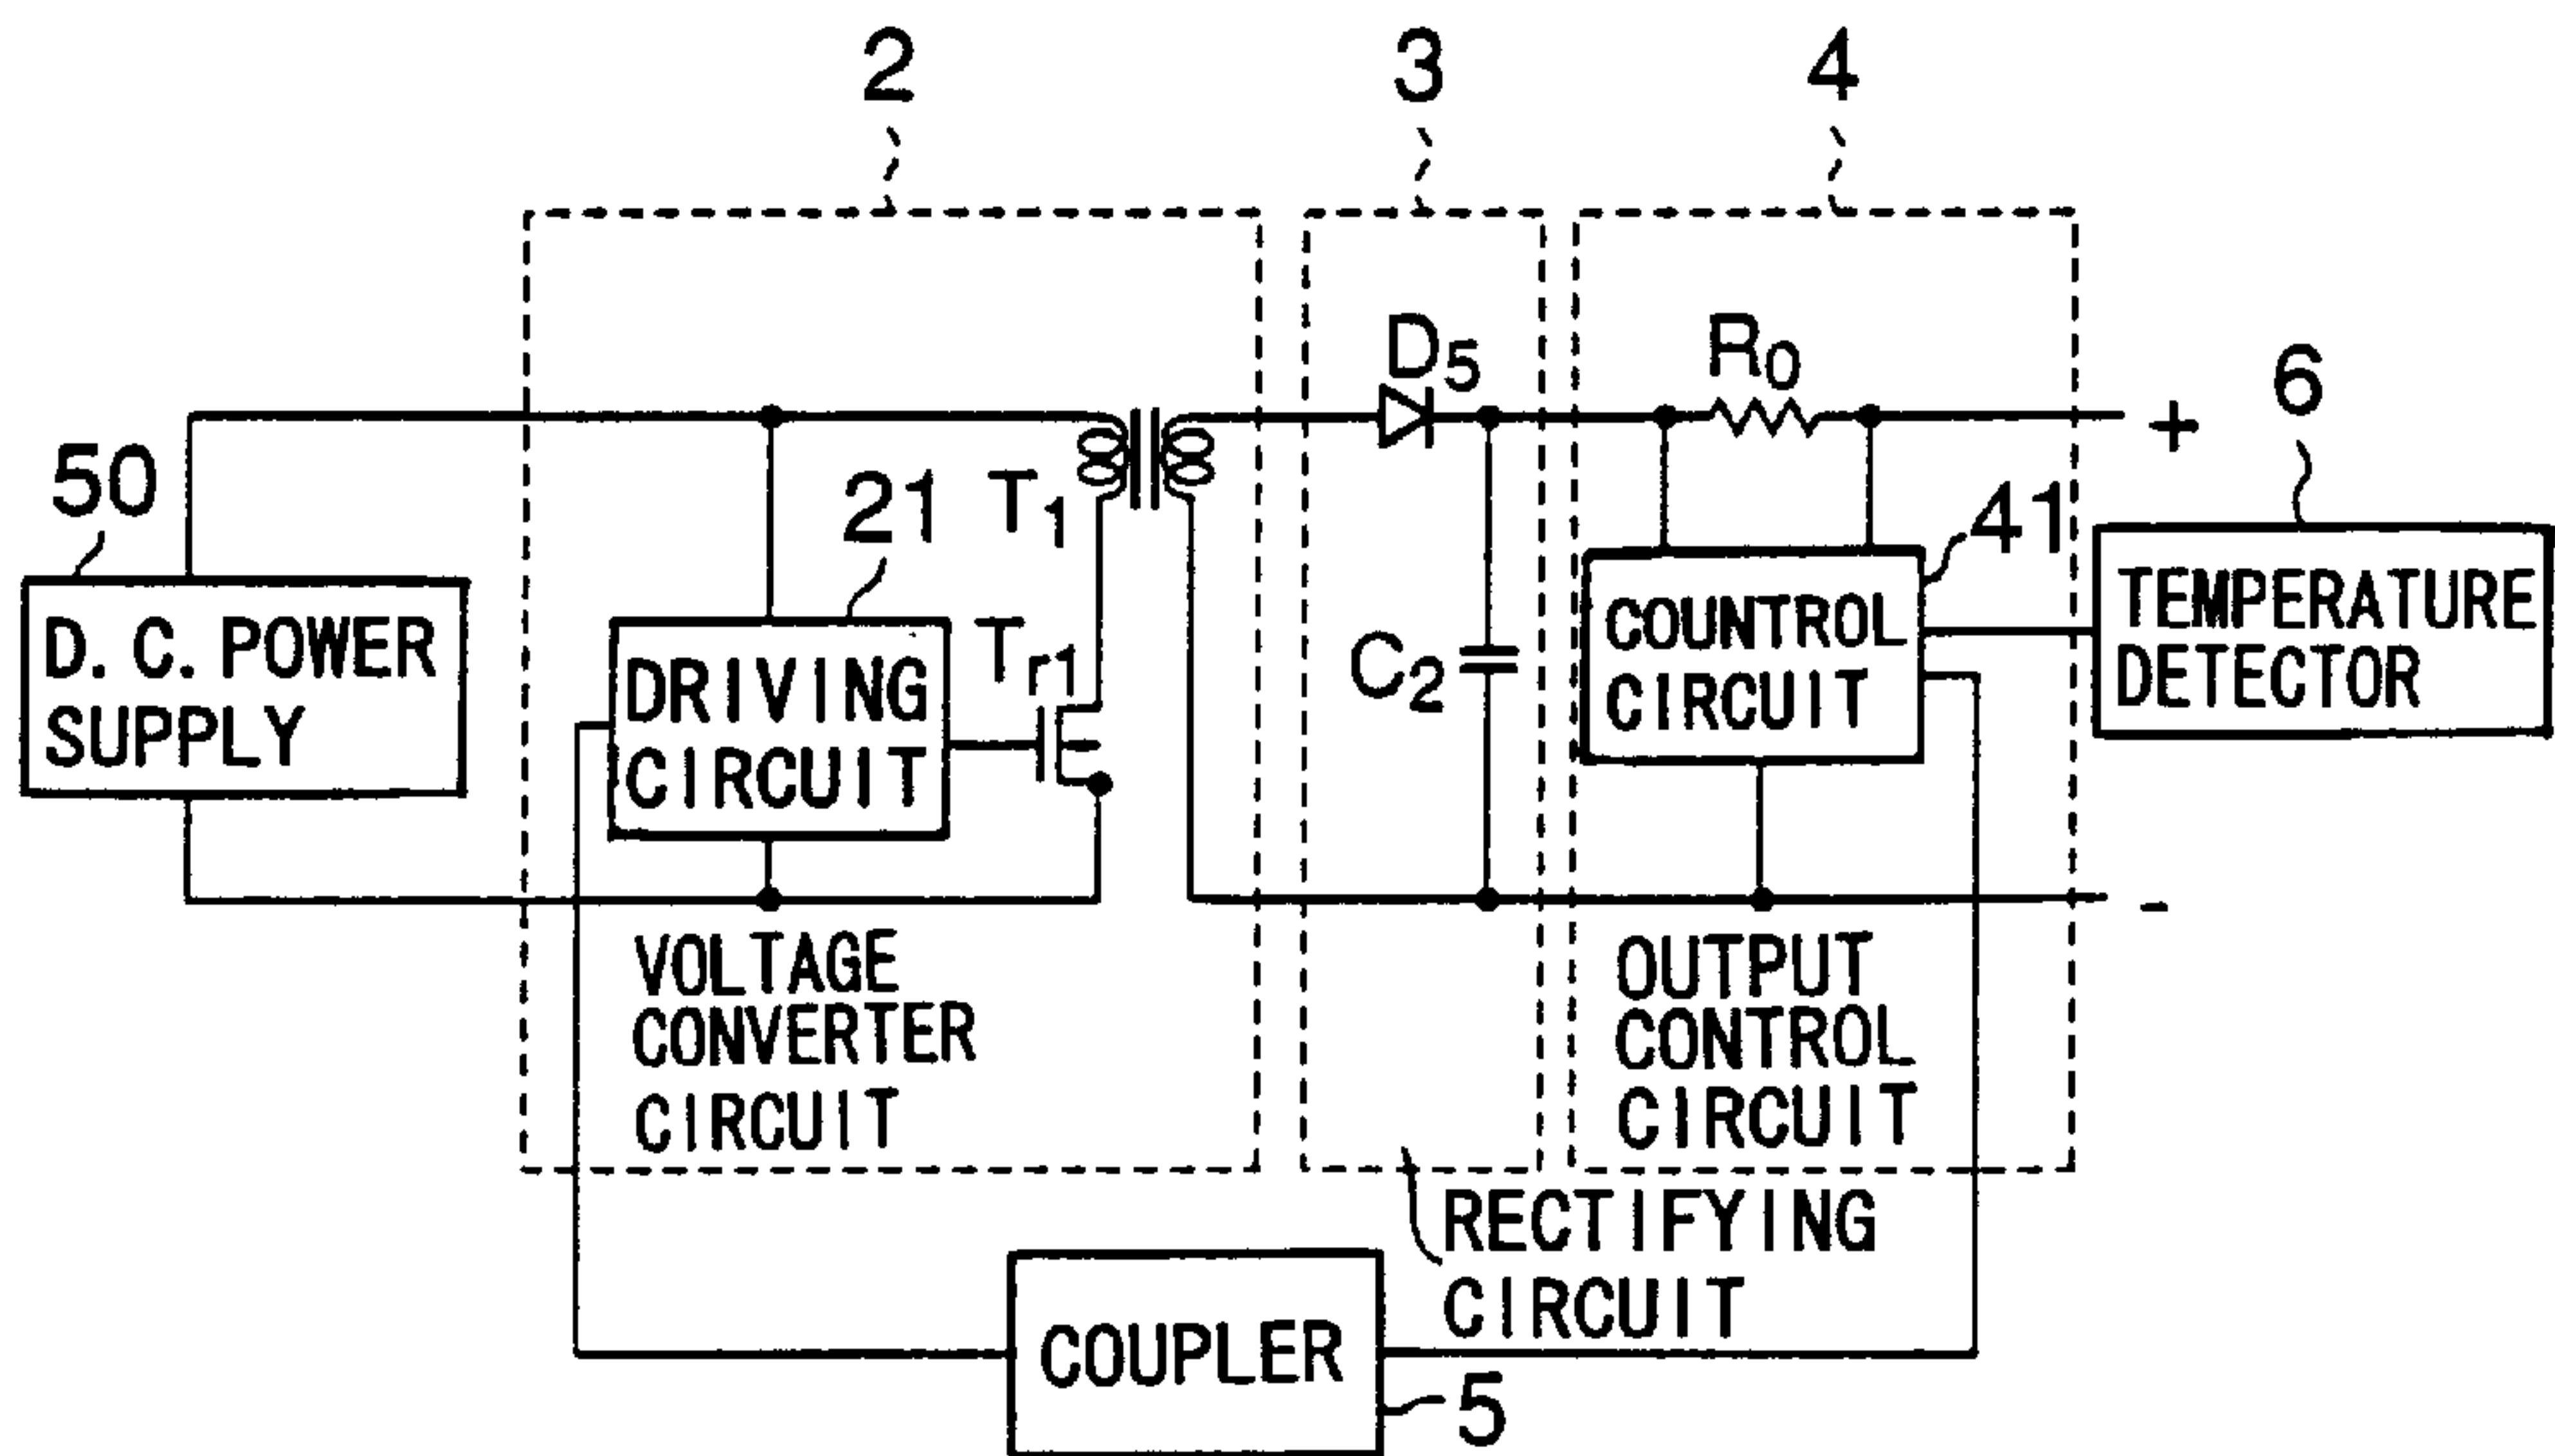 2
3
4
D5
R0
6
+
50
21
T1
41
D.C. POWER
SUPPLY
DRIVING
CIRCUIT
Tr1
C2
COUNTROL
CIRCUIT
TEMPERATURE
DETECTOR
-
VOLTAGE
CONVERTER
CIRCUIT
OUTPUT
CONTROL
CIRCUIT
RECTIFYING
CIRCUIT
COUPLER
5